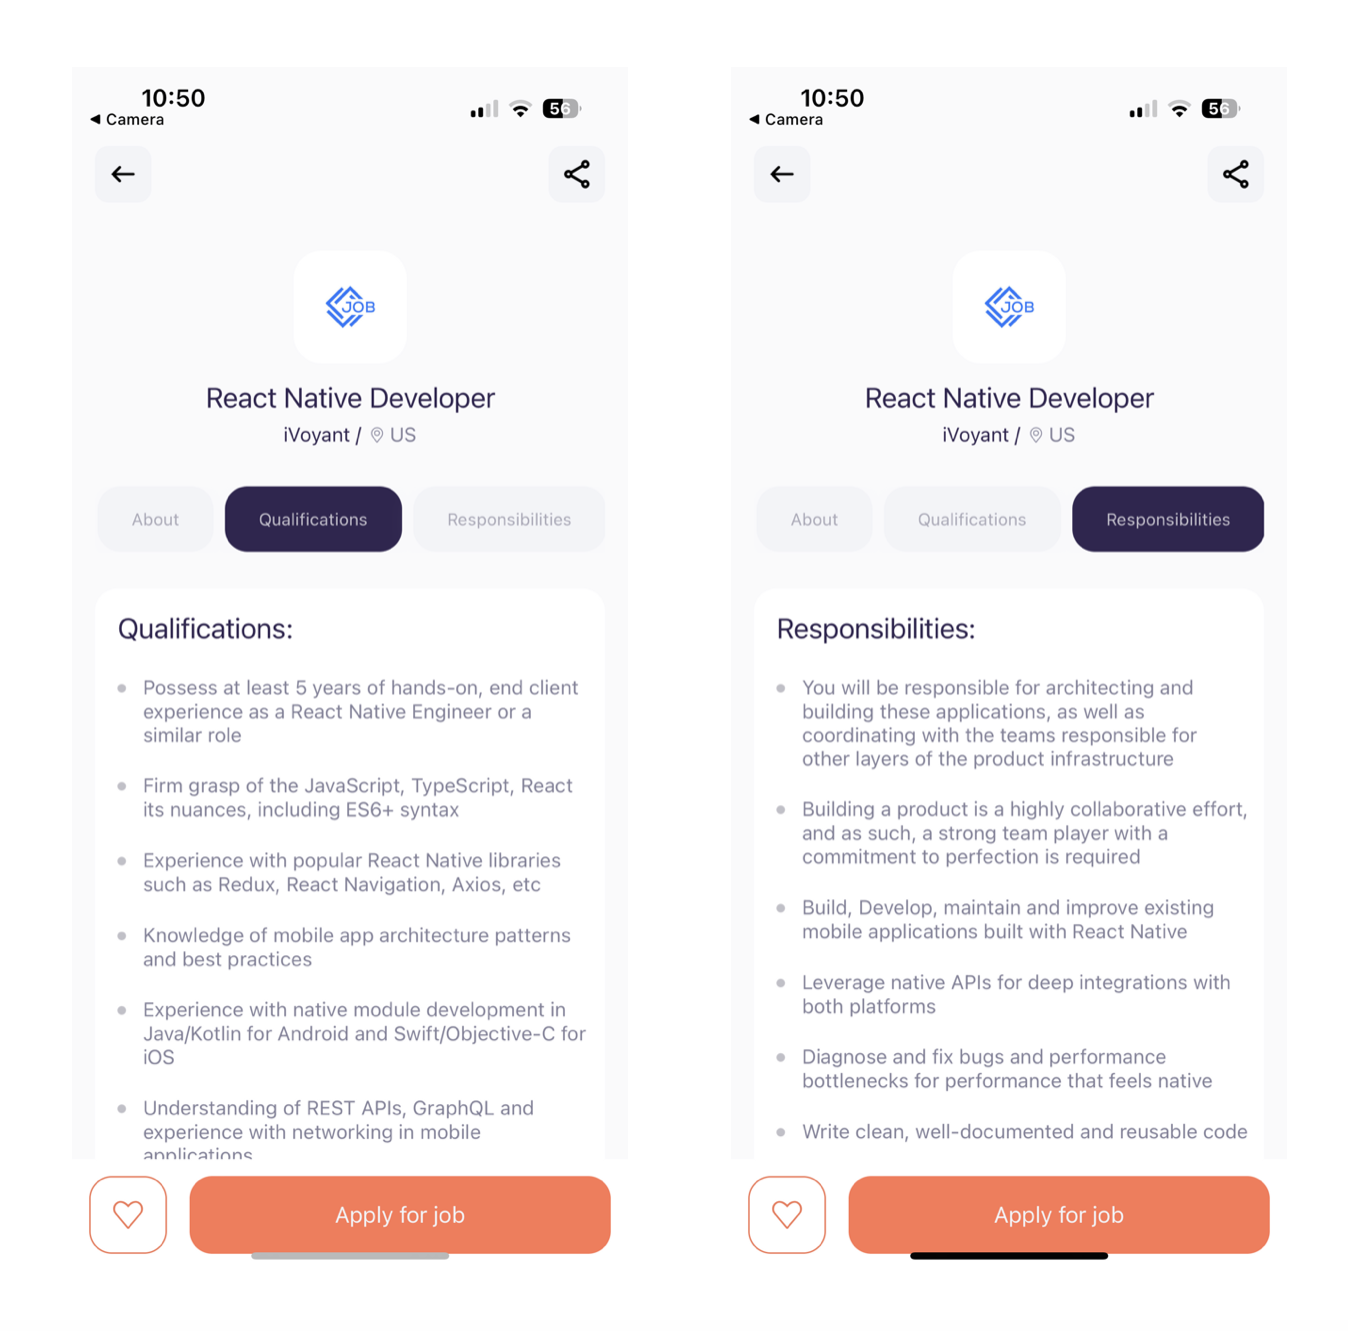 10:50
Camera
56
JOB
React Native Developer
iVoyant / US
About
Qualifications
Responsibilities
Qualifications:
Possess at least 5 years of hands-on, end client
experience as a React Native Engineer or a
similar role
Firm grasp of the JavaScript, TypeScript, React
its nuances, including ES6+ syntax
Experience with popular React Native libraries
such as Redux, React Navigation, Axios, etc
Knowledge of mobile app architecture patterns
and best practices
Experience with native module development in
Java/Kotlin for Android and Swift/Objective-C for
iOS
Understanding of REST APIs, GraphQL and
experience with networking in mobile
applications
Apply for job
10:50
Camera
56
JOB
React Native Developer
iVoyant / US
About
Qualifications
Responsibilities
Responsibilities:
You will be responsible for architecting and
building these applications, as well as
coordinating with the teams responsible for
other layers of the product infrastructure
Building a product is a highly collaborative effort,
and as such, a strong team player with a
commitment to perfection is required
Build, Develop, maintain and improve existing
mobile applications built with React Native
Leverage native APIs for deep integrations with
both platforms
Diagnose and fix bugs and performance
bottlenecks for performance that feels native
Write clean, well-documented and reusable code
Apply for job